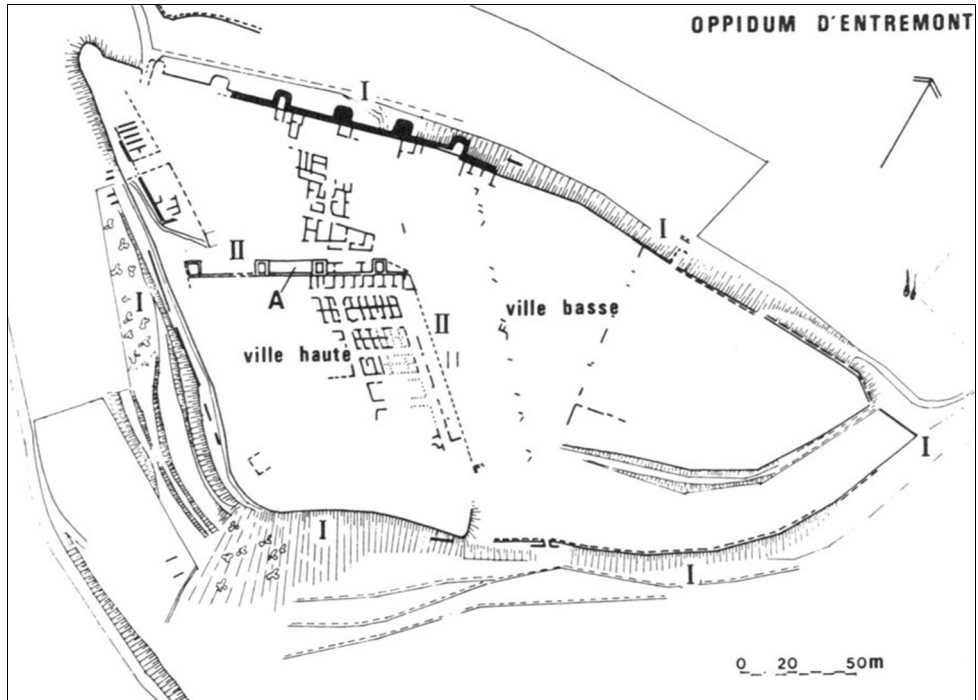 OPPIDUM D'ENTREMONT
I
I
II
A
I
II
ville basse
ville haute
I
I
I
0 20 50m